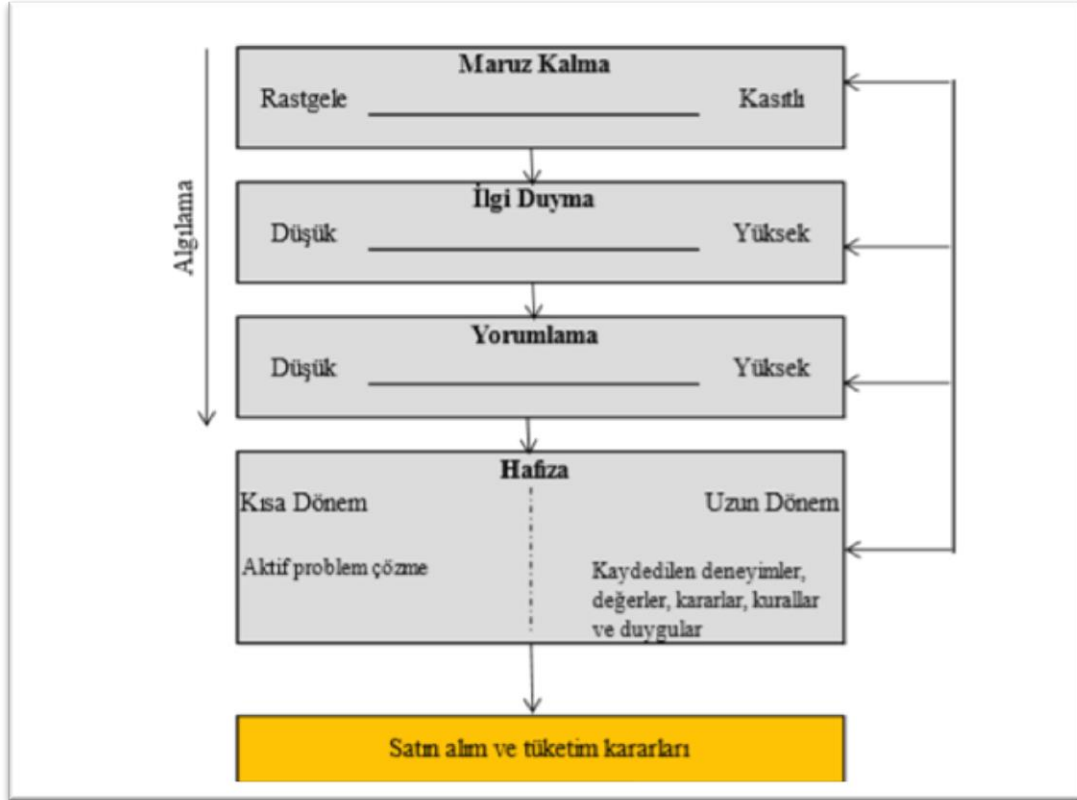 Maruz Kalma
Rastgele Kasıtlı
İlgi Duyma
Düşük Yüksek
Algılama
Yorumlama
Düşük Yüksek
Hafıza
Kısa Dönem Uzun Dönem
Aktif problem çözme
Kaydedilen deneyimler,
değerler, kararlar, kurallar
ve duygular
Satın alım ve tüketim kararları